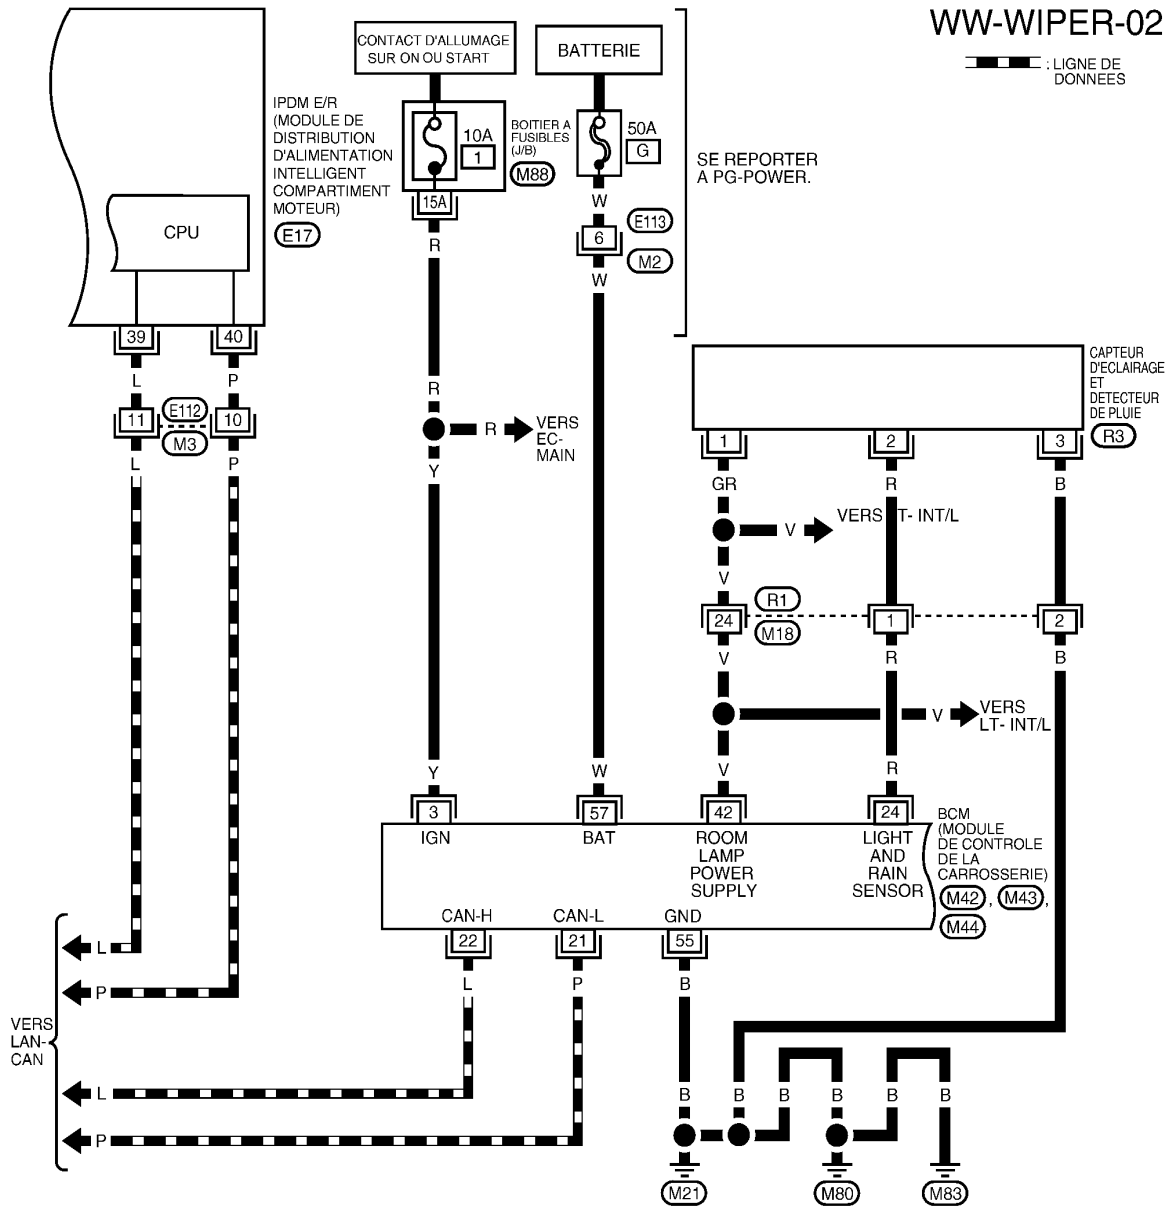 WW-WIPER-02
: LIGNE DE
DONNEES
CONTACT D'ALLUMAGE
SUR ON OU START
BATTERIE
IPDM E/R
(MODULE DE
DISTRIBUTION
D'ALIMENTATION
INTELLIGENT
COMPARTIMENT
MOTEUR)
E17
CPU
10A
1
BOITIER A
FUSIBLES
(J/B)
M88
50A
G
SE REPORTER
A PG-POWER.
15A
W
R
6
E113
M2
W
39
40
L
P
11
E112
M3
10
L
P
R
R
VERS
EC-
MAIN
Y
CAPTEUR
D'ECLAIRAGE
ET
DETECTEUR
DE PLUIE
R3
1
2
3
GR
R
B
V
VERS T- INT/L
V
R1
M18
24
1
2
V
R
B
V
VERS
LT- INT/L
Y
W
V
R
3
57
42
24
IGN
BAT
ROOM
LAMP
POWER
SUPPLY
LIGHT
AND
RAIN
SENSOR
BCM
(MODULE
DE CONTROLE
DE LA
CARROSSERIE)
M42 , M43 ,
M44
CAN-H
CAN-L
GND
22
21
55
L
P
L
P
B
VERS
LAN-
CAN
L
P
B
B
B
B
B
B
M21
M80
M83